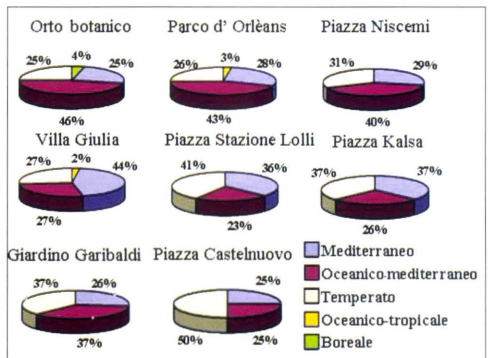 Orto botanico
Parco d' Orlèans
Piazza Niscemi
25% 4% 25%
46%
26% 3% 28%
43%
31% 29%
40%
Villa Giulia
Piazza Stazione Lolli
Piazza Kalsa
27% 2% 44%
27%
41% 36%
23%
37% 37%
26%
Giardino Garibaldi
Piazza Castelnuovo
37% 26%
37%
25%
50% 25%
Mediterraneo
Oceanico-mediterraneo
Temperato
Oceanico-tropicale
Boreale